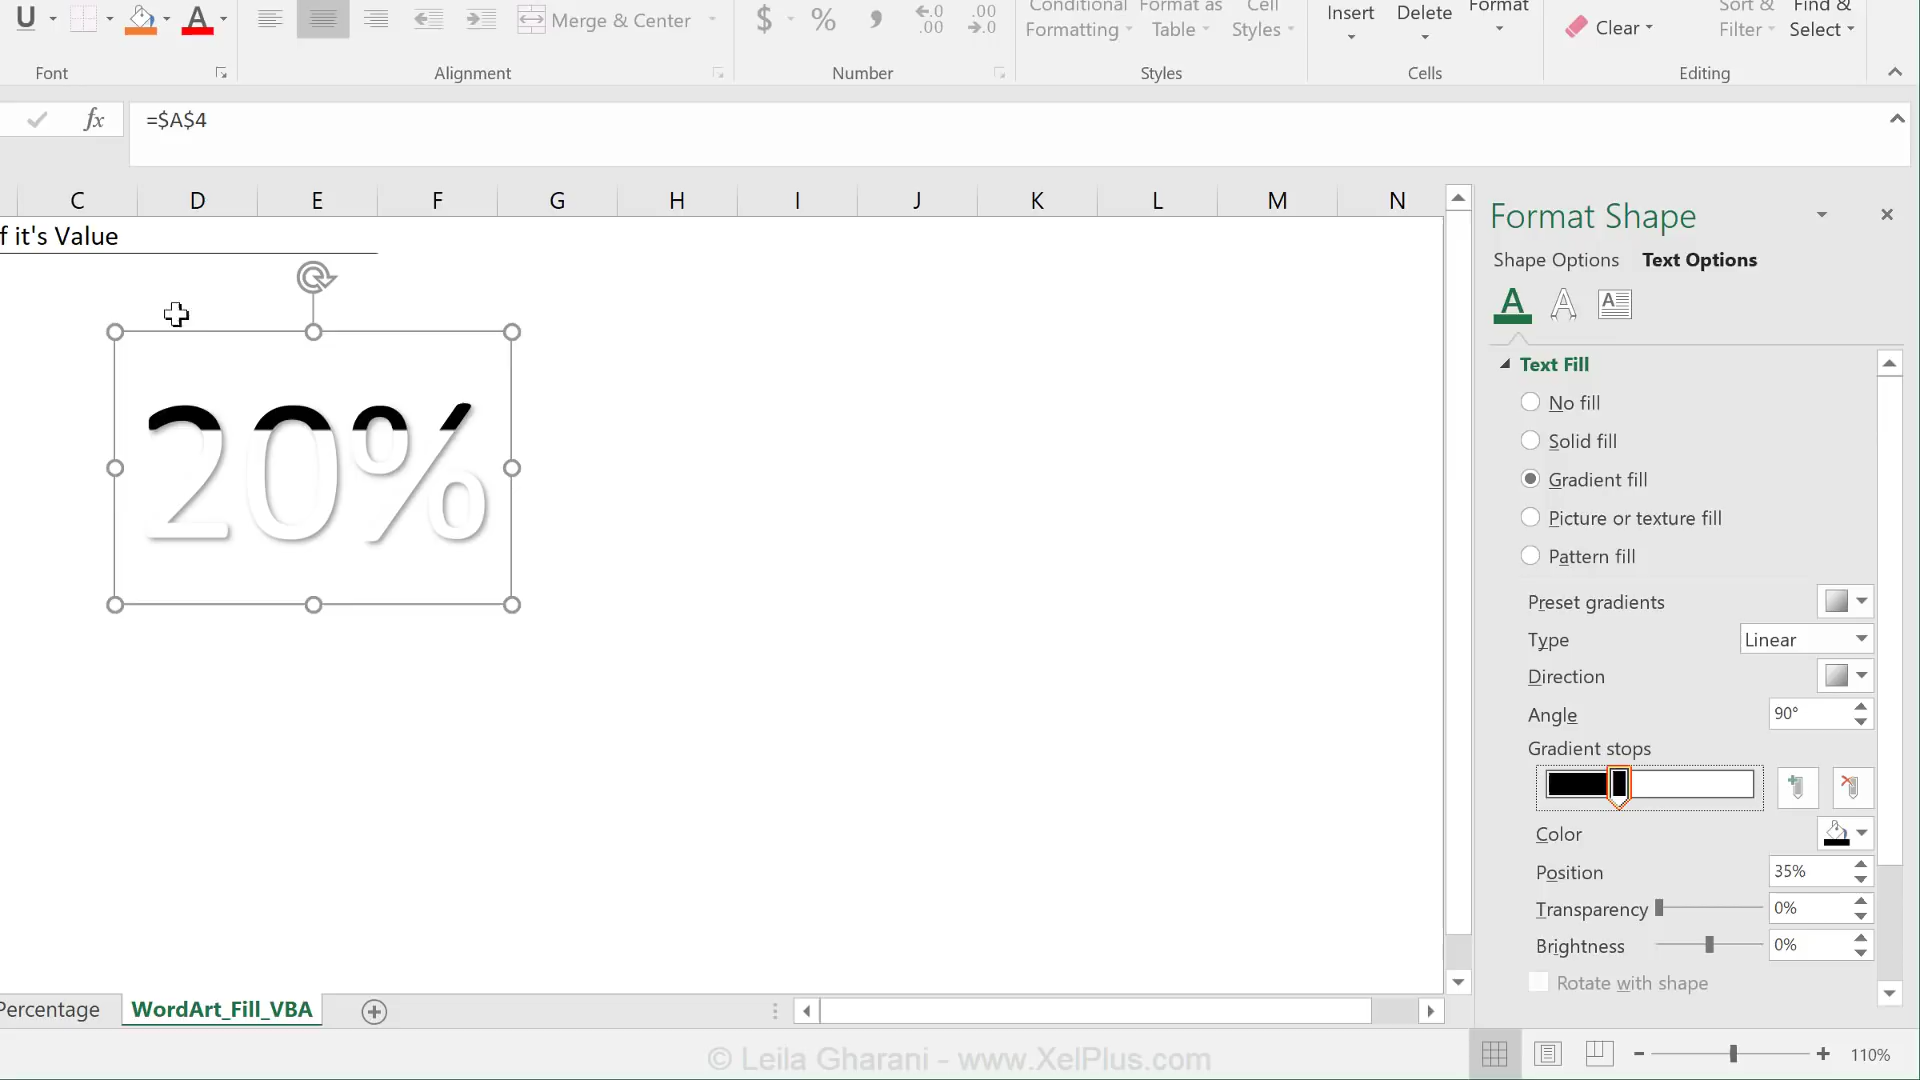 U A Merge & Center $ % , .00 .00 Conditional Formatting Format as Table Cell Styles Insert Delete Format Clear Sort & Filter Find & Select
Font Alignment Number Styles Cells Editing
fx =$A$4
C D E F G H I J K L M N
f it's Value
20%
Format Shape
Shape Options Text Options
A A A
Text Fill
No fill
Solid fill
Gradient fill
Picture or texture fill
Pattern fill
Preset gradients
Type Linear
Direction
Angle 90°
Gradient stops
Color
Position 35%
Transparency 0%
Brightness 0%
Rotate with shape
Percentage WordArt_Fill_VBA
© Leila Gharani - www.XelPlus.com
110%